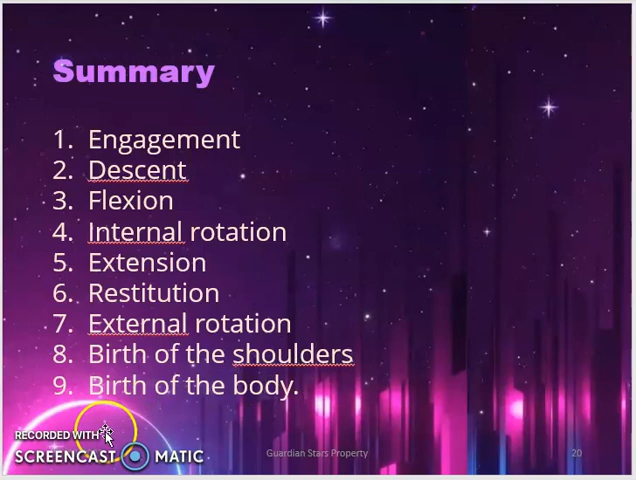 Summary
1. Engagement
2. Descent
3. Flexion
4. Internal rotation
5. Extension
6. Restitution
7. External rotation
8. Birth of the shoulders
9. Birth of the body.
RECORDED WITH
SCREENCAST MATIC
Guardian Stars Property
20